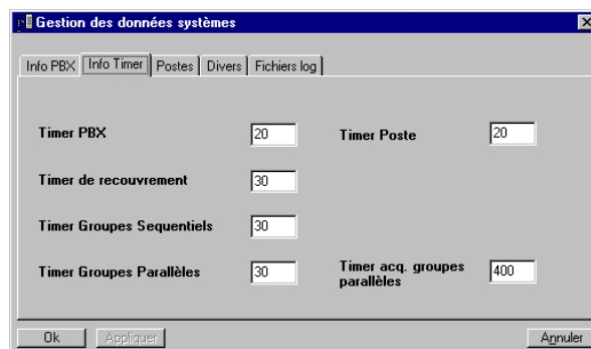 Gestion des données systèmes
Info PBX Info Timer Postes Divers Fichiers log
Timer PBX 20 Timer Poste 20
Timer de recouvrement 30
Timer Groupes Sequentiels 30
Timer Groupes Parallèles 30 Timer acq. groupes parallèles 400
Ok Appliquer Annuler